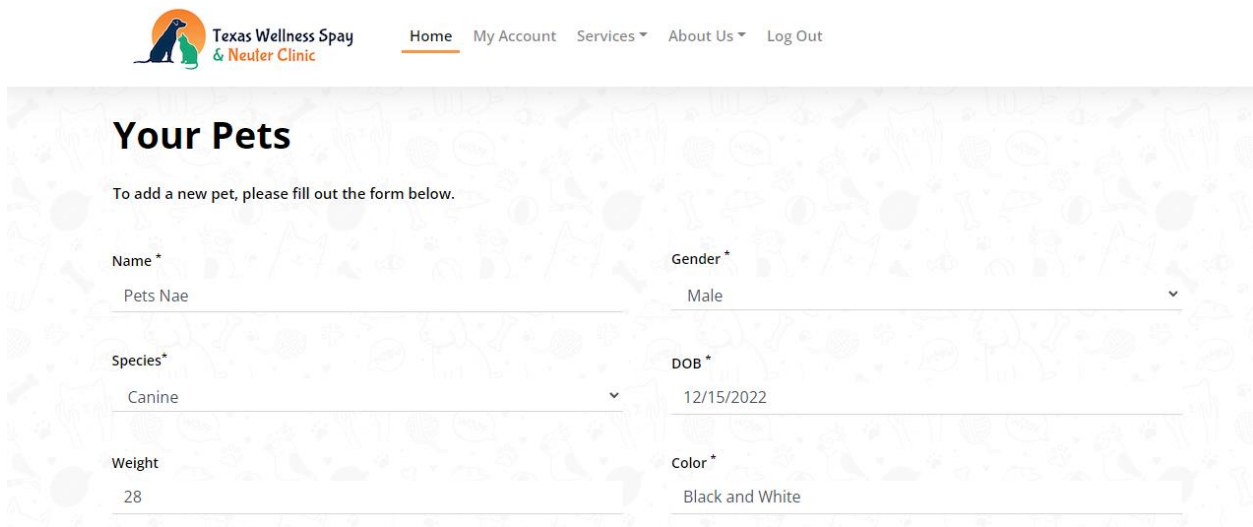 Texas Wellness Spay
& Neuter Clinic
Home My Account Services About Us Log Out
Your Pets
To add a new pet, please fill out the form below.
Name *
Gender *
Pets Nae
Male
Species*
DOB *
Canine
12/15/2022
Weight
Color *
28
Black and White